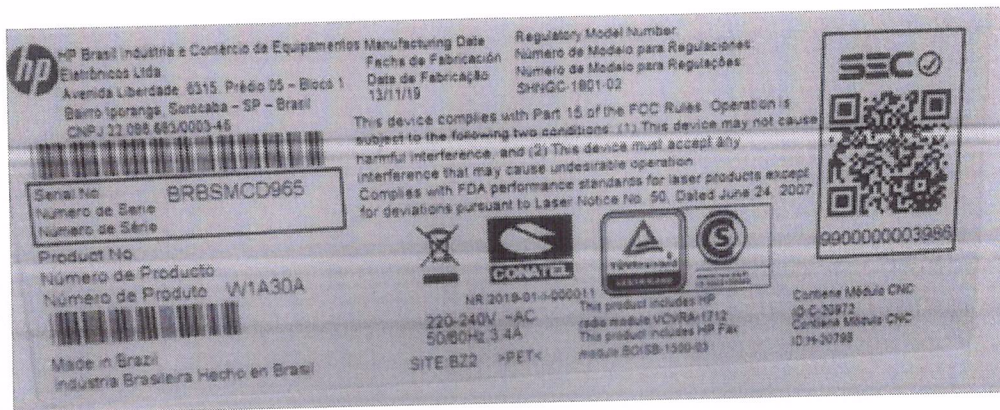 hp
HP Brasil Indústria e Comércio de Equipamentos
Eletrônicos Ltda.
Avenida Liberdade, 6315, Prédio 05 – Bloco 1
Bairro Iporanga, Sorocaba – SP – Brasil
CNPJ 22.086.683/0003-46
Serial No. BRBSMCD965
Número de Serie
Número de Série
Product No.
Número de Producto
Número de Produto W1A30A
Made in Brazil
Indústria Brasileira Hecho en Brasil
Manufacturing Date
Fecha de Fabricación
Data de Fabricação
13/11/19
Regulatory Model Number:
Número de Modelo para Regulaciones:
Número de Modelo para Regulações:
SHNGC-1801-02
This device complies with Part 15 of the FCC Rules. Operation is
subject to the following two conditions: (1) This device may not cause
harmful interference, and (2) This device must accept any
interference that may cause undesirable operation.
Complies with FDA performance standards for laser products except
for deviations pursuant to Laser Notice No. 50, Dated June 24, 2007
CONATEL
NR:2019-01-I-000011
220-240V ~AC
50/60Hz 3.4A
SITE:BZ2 >PET<
S
This product includes HP
radio module VCVRA-1712
This product includes HP Fax
module BOISB-1500-03
SEC
9900000003986
Contiene Módulo CNC
ID:C-20972
Contiene Módulo CNC
ID:H-20798